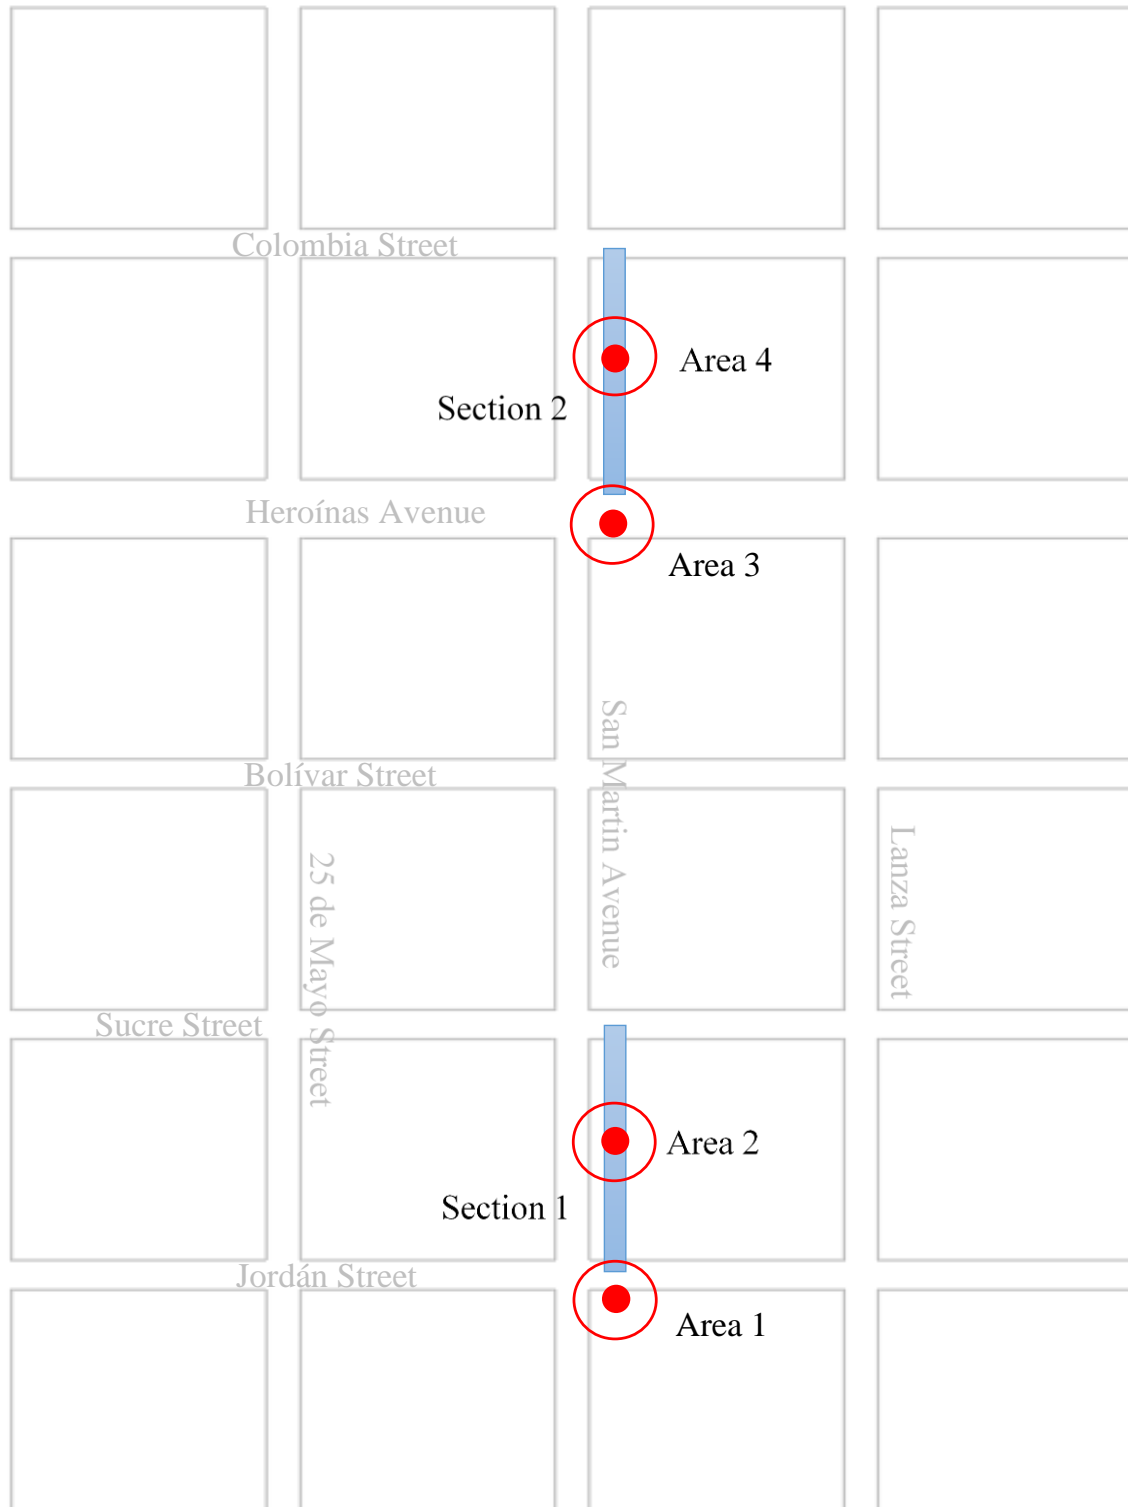 Colombia Street
Area 4
Section 2
Heroínas Avenue
Area 3
San Martin Avenue
Bolívar Street
25 de Mayo Street
Lanza Street
Sucre Street
Area 2
Section 1
Jordán Street
Area 1